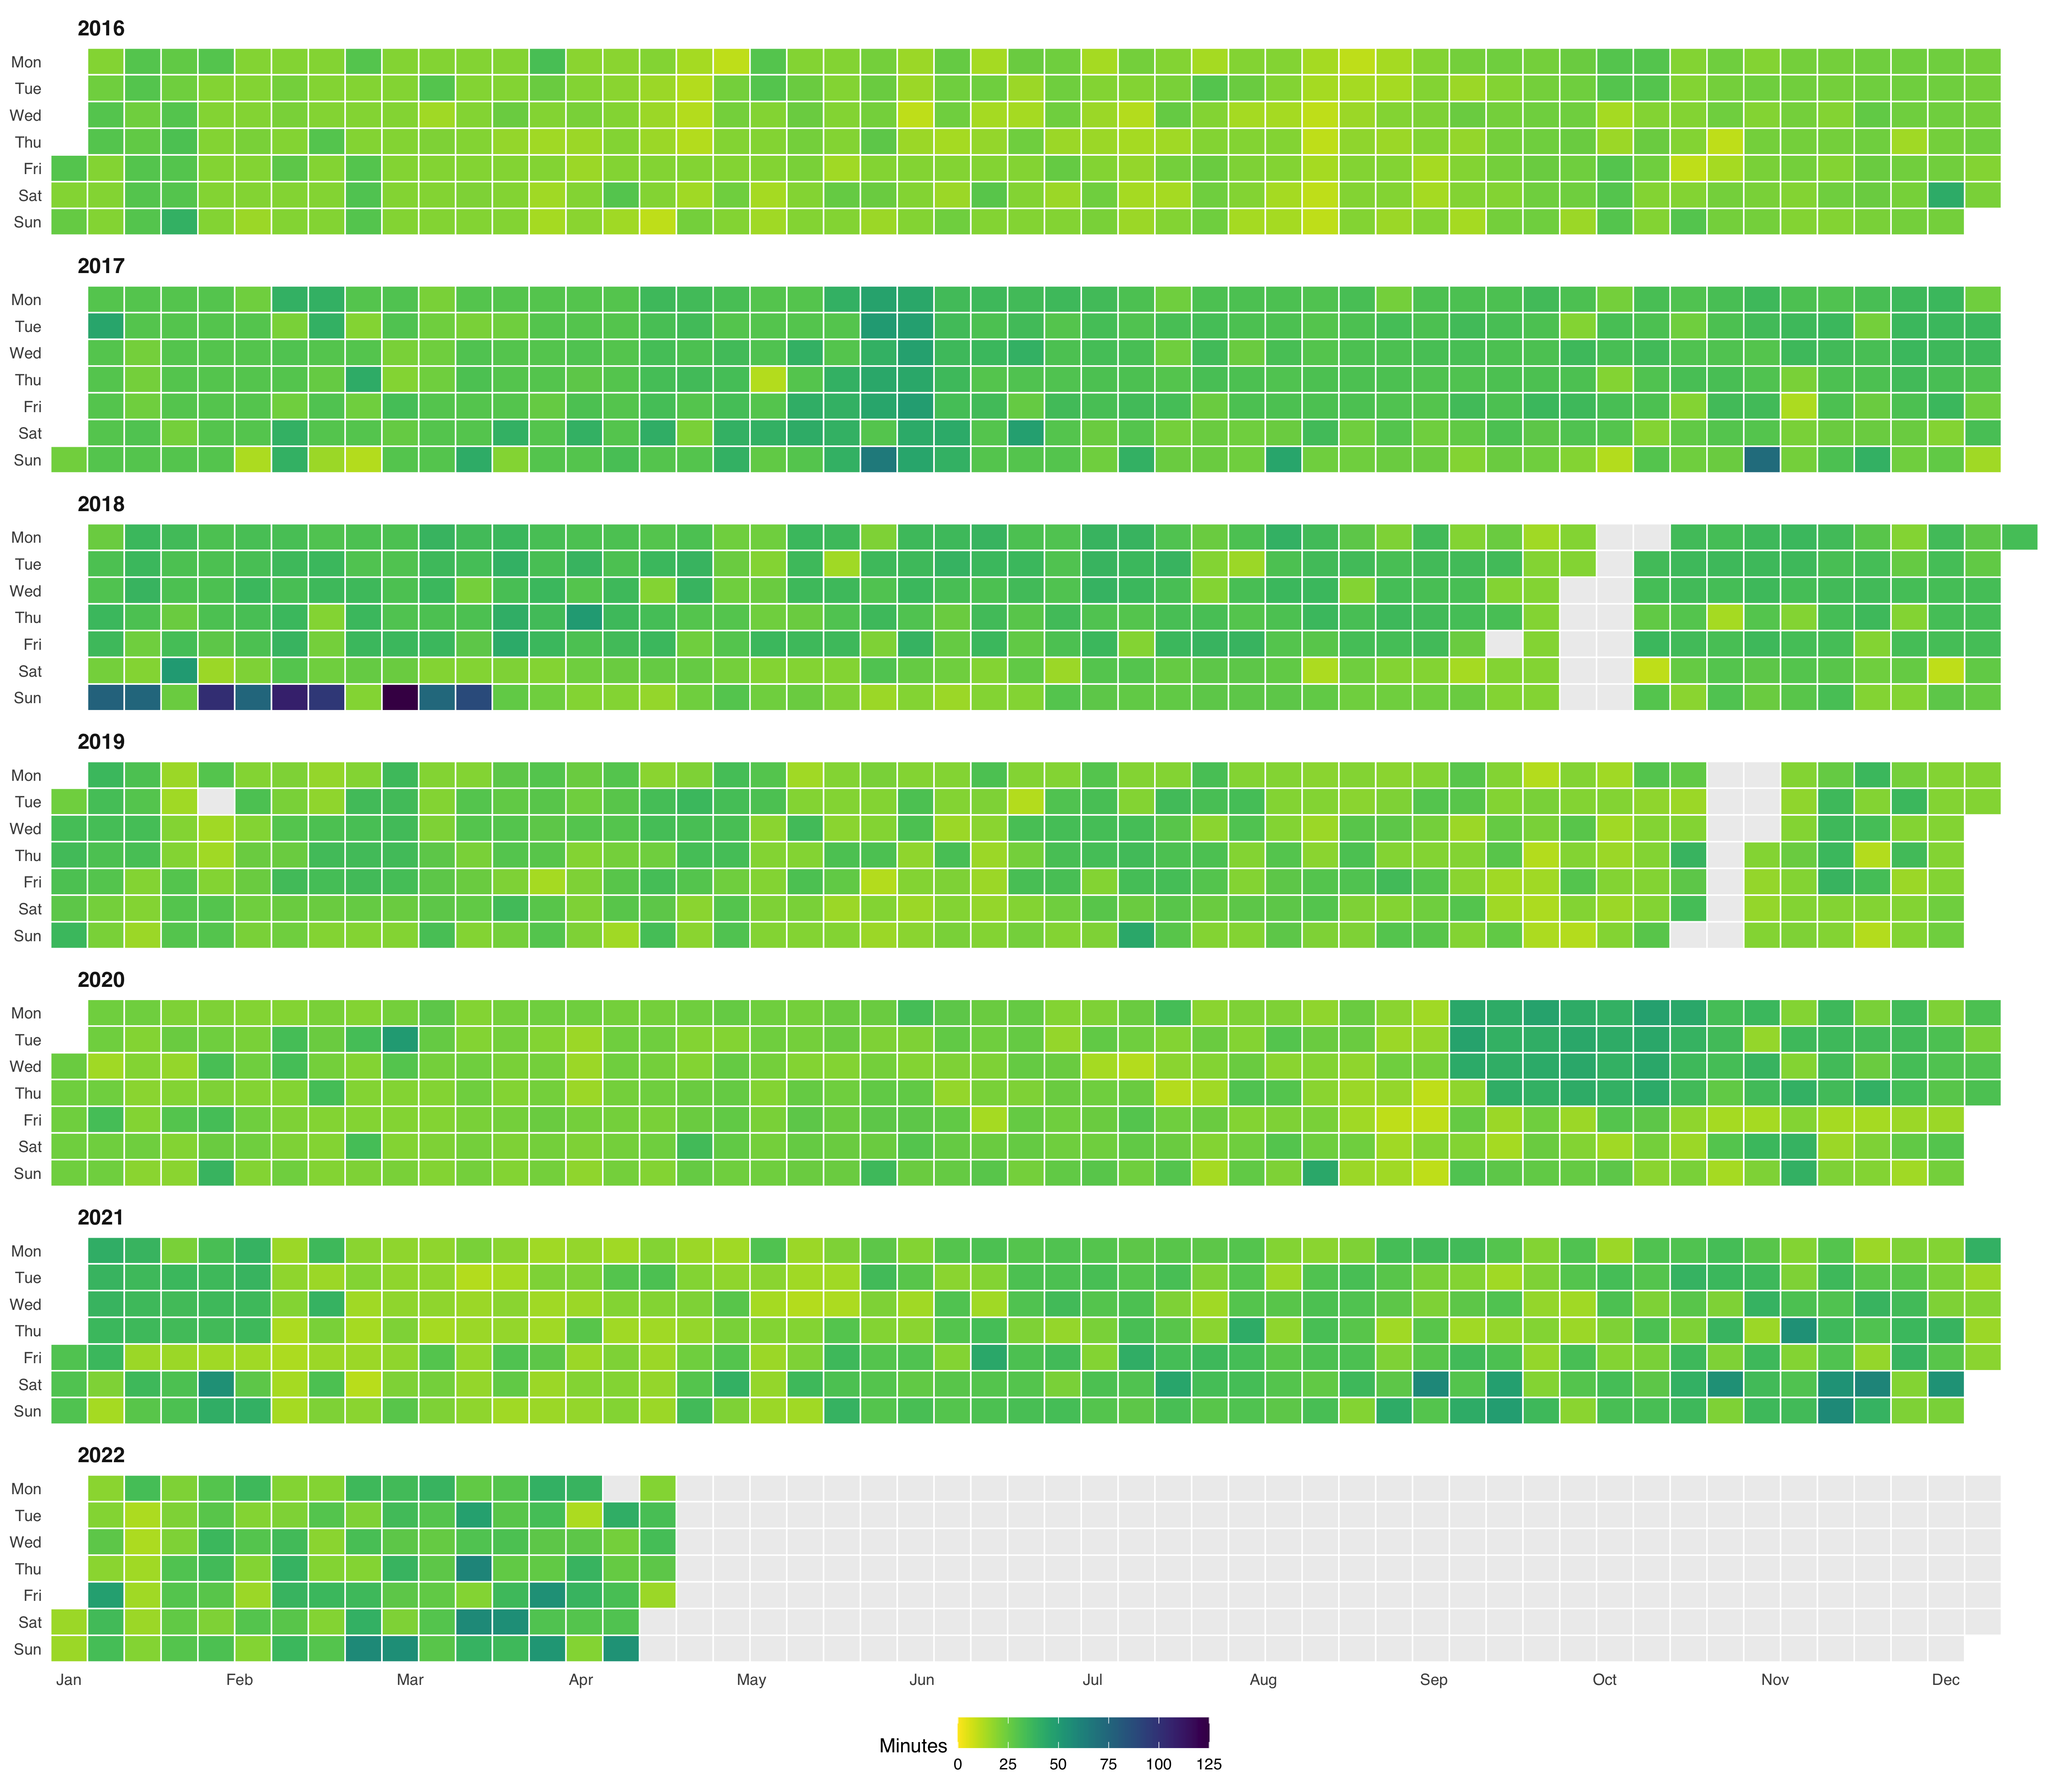 2016
Mon
Tue
Wed
Thu
Fri
Sat
Sun
2017
Mon
Tue
Wed
Thu
Fri
Sat
Sun
2018
Mon
Tue
Wed
Thu
Fri
Sat
Sun
2019
Mon
Tue
Wed
Thu
Fri
Sat
Sun
2020
Mon
Tue
Wed
Thu
Fri
Sat
Sun
2021
Mon
Tue
Wed
Thu
Fri
Sat
Sun
2022
Mon
Tue
Wed
Thu
Fri
Sat
Sun
Jan Feb Mar Apr May Jun Jul Aug Sep Oct Nov Dec
Minutes
0 25 50 75 100 125